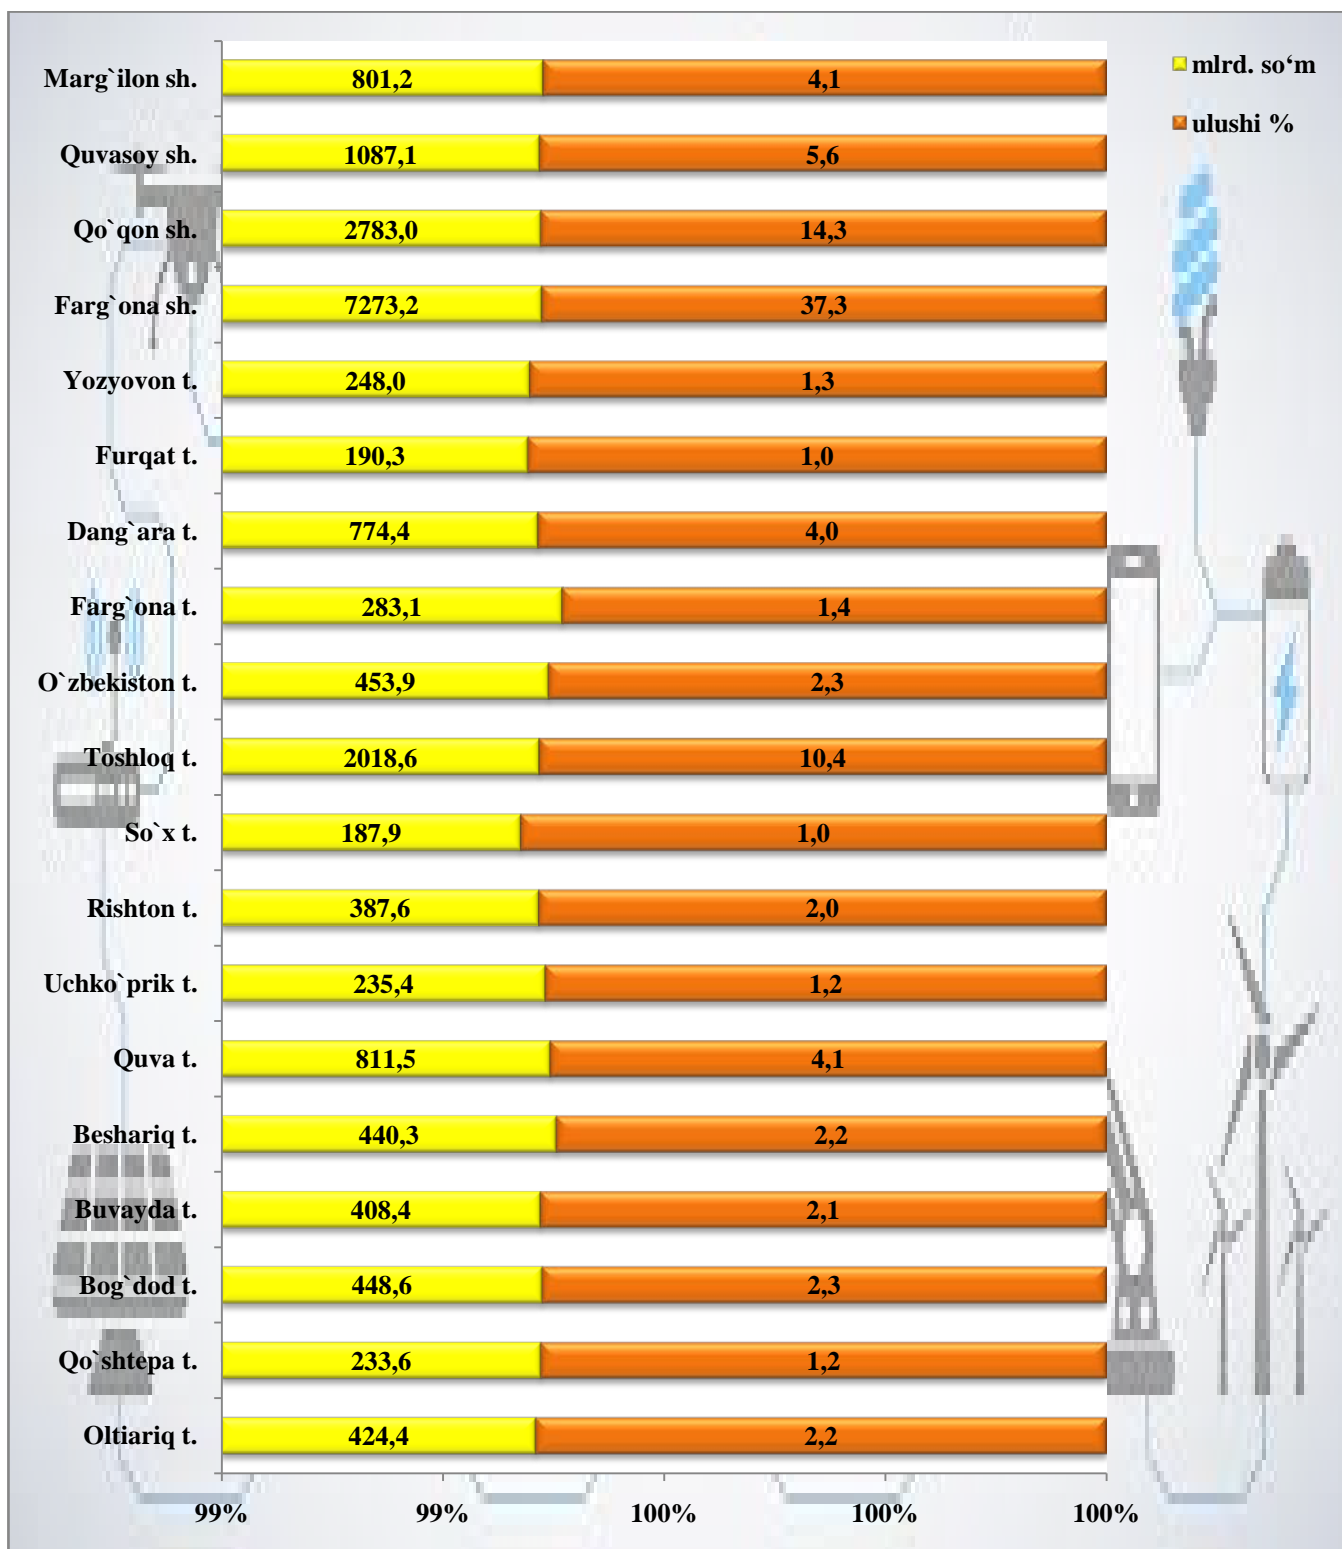 mlrd. so‘m
ulushi %
Marg`ilon sh. 801,2 4,1
Quvasoy sh. 1087,1 5,6
Qo`qon sh. 2783,0 14,3
Farg`ona sh. 7273,2 37,3
Yozyovon t. 248,0 1,3
Furqat t. 190,3 1,0
Dang`ara t. 774,4 4,0
Farg`ona t. 283,1 1,4
O`zbekiston t. 453,9 2,3
Toshloq t. 2018,6 10,4
So`x t. 187,9 1,0
Rishton t. 387,6 2,0
Uchko`prik t. 235,4 1,2
Quva t. 811,5 4,1
Beshariq t. 440,3 2,2
Buvayda t. 408,4 2,1
Bog`dod t. 448,6 2,3
Qo`shtepa t. 233,6 1,2
Oltiariq t. 424,4 2,2
99% 99% 100% 100% 100%